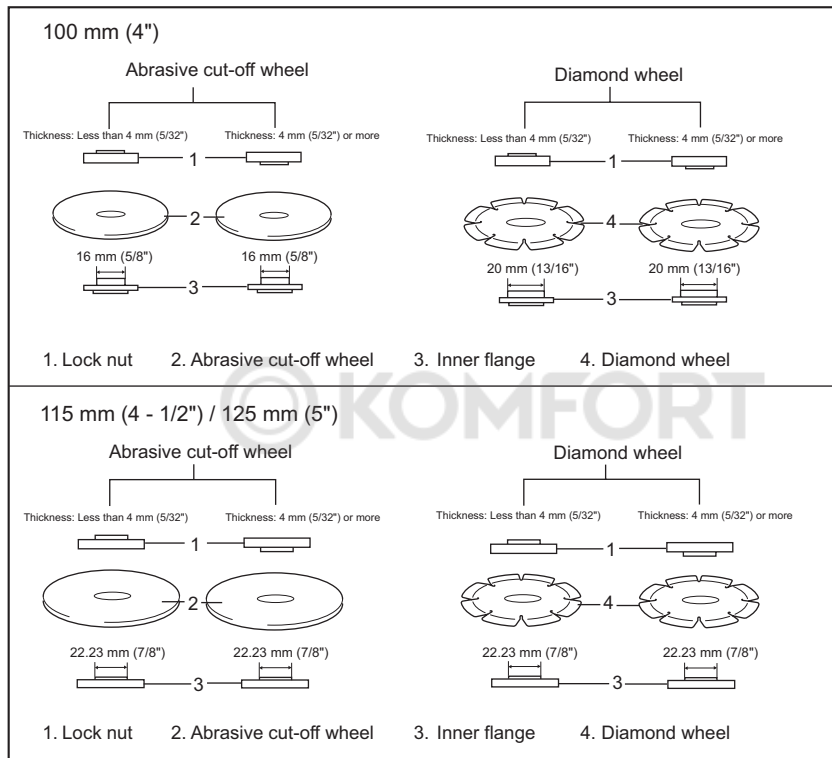 100 mm (4")
Abrasive cut-off wheel
Diamond wheel
Thickness: Less than 4 mm (5/32") Thickness: 4 mm (5/32") or more
Thickness: Less than 4 mm (5/32") Thickness: 4 mm (5/32") or more
1 1
2 4
16 mm (5/8") 16 mm (5/8") 20 mm (13/16") 20 mm (13/16")
3 3
1. Lock nut 2. Abrasive cut-off wheel 3. Inner flange 4. Diamond wheel
© KOMFORT
115 mm (4 - 1/2") / 125 mm (5")
Abrasive cut-off wheel
Diamond wheel
Thickness: Less than 4 mm (5/32") Thickness: 4 mm (5/32") or more
Thickness: Less than 4 mm (5/32") Thickness: 4 mm (5/32") or more
1 1
2 4
22.23 mm (7/8") 22.23 mm (7/8") 22.23 mm (7/8") 22.23 mm (7/8")
3 3
1. Lock nut 2. Abrasive cut-off wheel 3. Inner flange 4. Diamond wheel